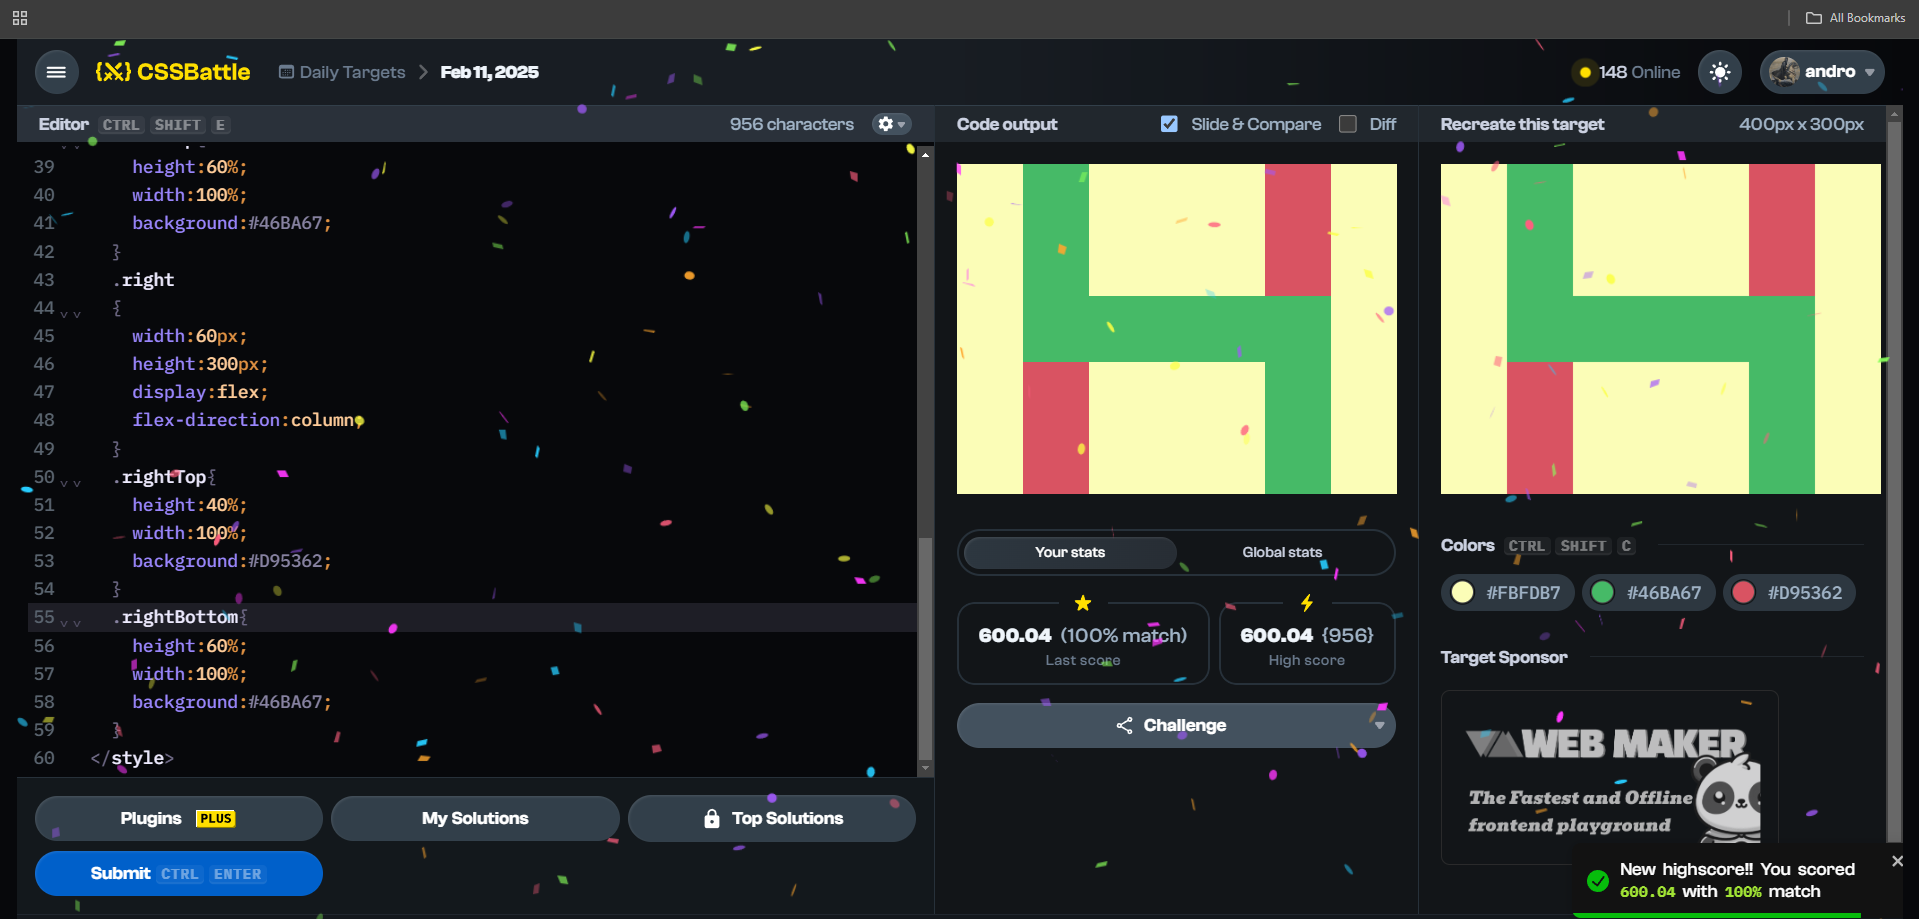 All Bookmarks
CSSBattle
Daily Targets
Feb 11, 2025
148 Online
andro
Editor CTRL SHIFT E
956 characters
39 height:60%;
40 width:100%;
41 background:#46BA67;
42 }
43 .right
44 {
45 width:60px;
46 height:300px;
47 display:flex;
48 flex-direction:column
49 }
50 .rightTop{
51 height:40%;
52 width:100%;
53 background:#D95362;
54 }
55 .rightBottom{
56 height:60%;
57 width:100%;
58 background:#46BA67;
59 }
60 </style>
Plugins PLUS
My Solutions
Top Solutions
Submit CTRL ENTER
Code output
Slide & Compare
Diff
Your stats
Global stats
600.04 (100% match)
Last score
600.04 {956}
High score
Challenge
Recreate this target
400px x 300px
Colors CTRL SHIFT C
#FBFDB7
#46BA67
#D95362
Target Sponsor
WEB MAKER
The Fastest and Offline
frontend playground
New highscore!! You scored
600.04 with 100% match